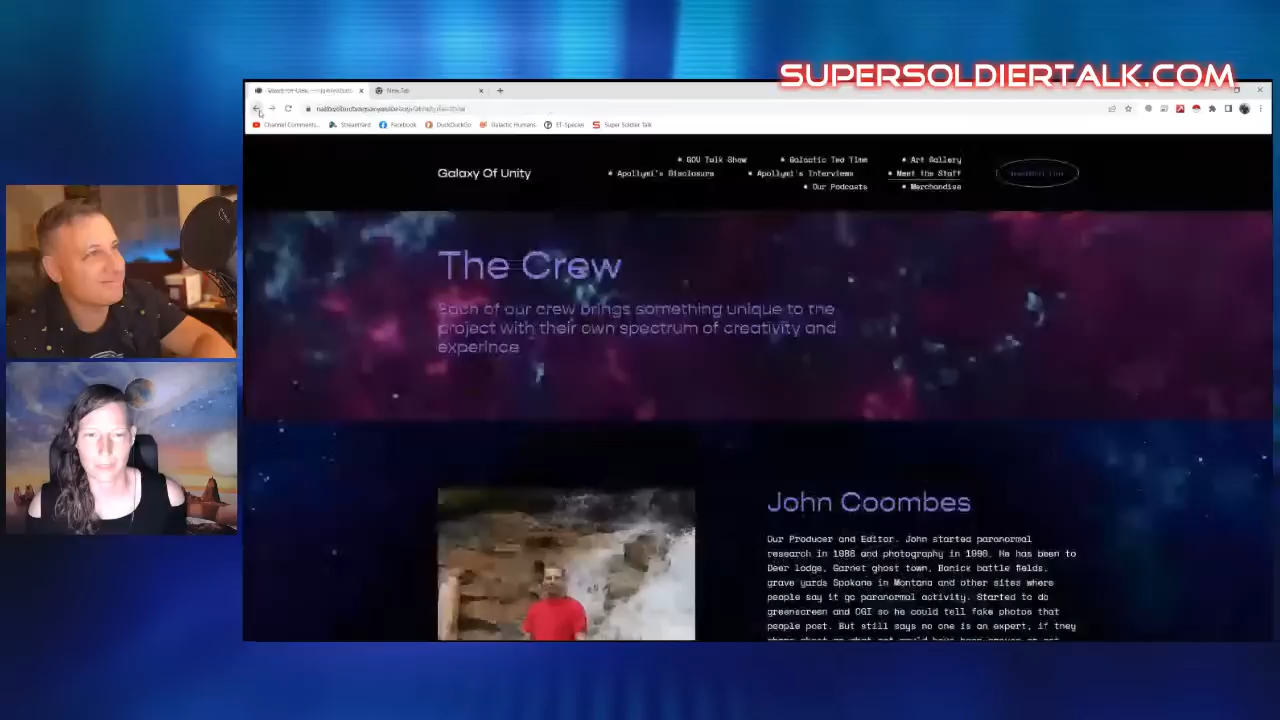 SUPERSOLDIERTALK.COM
New Tab
Channel Comments... StreamYard Facebook DuckDuckGo Galactic Humans ET-Species Super Soldier Talk
Galaxy Of Unity
* GOU Talk Show * Galactic Tea Time * Art Gallery
* Apollymi's Disclosure * Apollymi's Interviews * Meet the Staff
* Our Podcasts * Merchandise
The Crew
Each of our crew brings something unique to the
project with their own spectrum of creativity and
experince
John Coombes
Our Producer and Editor. John started paranormal
research in 1988 and photography in 1990. He has been to
Deer lodge, Garnet ghost town, Banick battle fields,
grave yards Spokane in Montana and other sites where
people say it go paranormal activity. Started to do
greenscreen and CGI so he could tell fake photos that
people post. But still says no one is an expert, if they